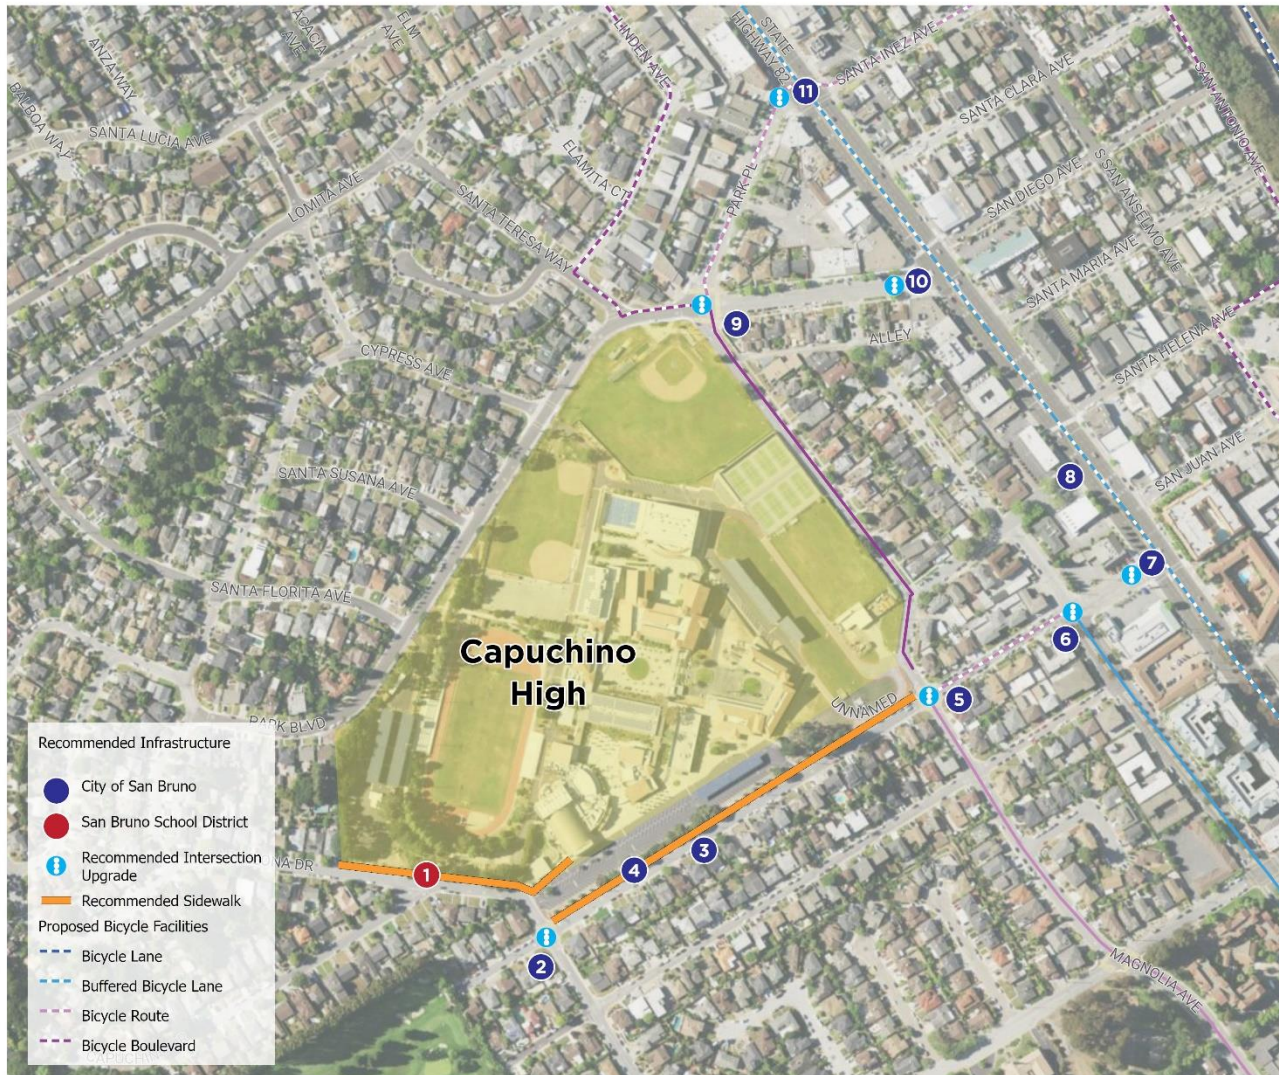 ACACIA AVE
ELM AVE
ANZA WAY
BALBOA WAY
SANTA LUCIA AVE
LOMITA AVE
LINDEN AVE
STATE HIGHWAY 82
11
SANTA INEZ AVE
SANTA CLARA AVE
SAN ANTONIO AVE
ELAMITA CT
SANTA TERESA WAY
PARK PL
SAN DIEGO AVE
S SAN ANSELMO AVE
SANTA MARIA AVE
10
9
ALLEY
SANTA HELENA AVE
CYPRESS AVE
SANTA SUSANA AVE
SAN JUAN AVE
8
7
SANTA FLORITA AVE
6
Capuchino
High
5
UNNAMED
PARK BLVD
4
3
1
NA DR
2
MAGNOLIA AVE
Recommended Infrastructure
City of San Bruno
San Bruno School District
Recommended Intersection
Upgrade
Recommended Sidewalk
Proposed Bicycle Facilities
Bicycle Lane
Buffered Bicycle Lane
Bicycle Route
Bicycle Boulevard